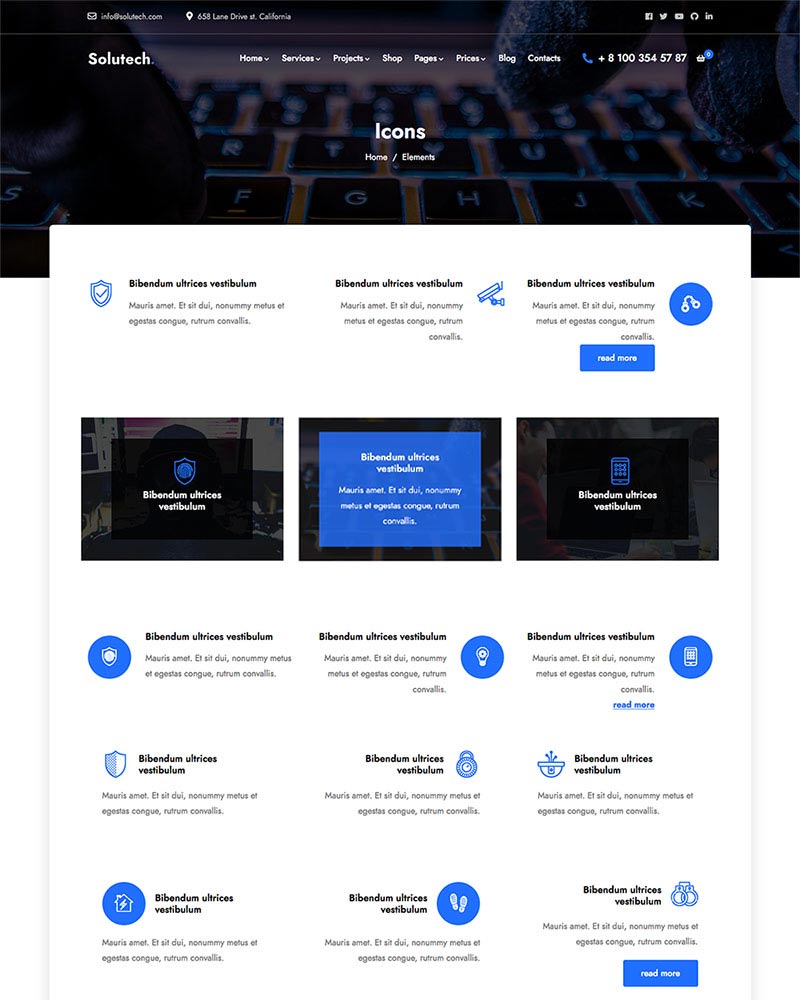 info@solutech.com
658 Lane Drive st. California
Solutech.
Home Services Projects Shop Pages Prices Blog Contacts
+ 8 100 354 57 87
0
Icons
Home / Elements
R T Y U
S F G H J K
Bibendum ultrices vestibulum
Mauris amet. Et sit dui, nonummy metus et
egestas congue, rutrum convallis.
Bibendum ultrices vestibulum
Mauris amet. Et sit dui, nonummy
metus et egestas congue, rutrum
convallis.
Bibendum ultrices vestibulum
Mauris amet. Et sit dui, nonummy
metus et egestas congue, rutrum
convallis.
read more
Bibendum ultrices
vestibulum
Bibendum ultrices
vestibulum
Mauris amet. Et sit dui, nonummy
metus et egestas congue, rutrum
convallis.
Bibendum ultrices
vestibulum
Bibendum ultrices vestibulum
Mauris amet. Et sit dui, nonummy metus
et egestas congue, rutrum convallis.
Bibendum ultrices vestibulum
Mauris amet. Et sit dui, nonummy
metus et egestas congue, rutrum
convallis.
Bibendum ultrices vestibulum
Mauris amet. Et sit dui, nonummy
metus et egestas congue, rutrum
convallis.
read more
Bibendum ultrices
vestibulum
Mauris amet. Et sit dui, nonummy metus et
egestas congue, rutrum convallis.
Bibendum ultrices
vestibulum
Mauris amet. Et sit dui, nonummy metus et
egestas congue, rutrum convallis.
Bibendum ultrices
vestibulum
Mauris amet. Et sit dui, nonummy metus et
egestas congue, rutrum convallis.
Bibendum ultrices
vestibulum
Mauris amet. Et sit dui, nonummy metus et
egestas congue, rutrum convallis.
Bibendum ultrices
vestibulum
Mauris amet. Et sit dui, nonummy metus et
egestas congue, rutrum convallis.
Bibendum ultrices
vestibulum
Mauris amet. Et sit dui, nonummy metus et
egestas congue, rutrum convallis.
read more